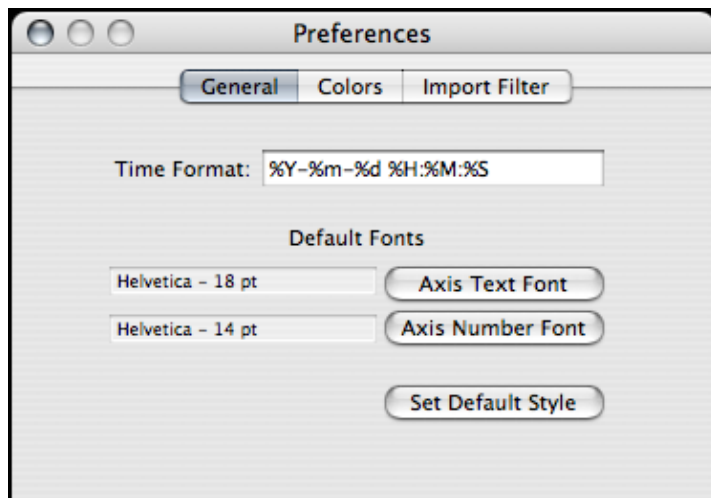 Preferences
General Colors Import Filter
Time Format: %Y-%m-%d %H:%M:%S
Default Fonts
Helvetica - 18 pt Axis Text Font
Helvetica - 14 pt Axis Number Font
Set Default Style